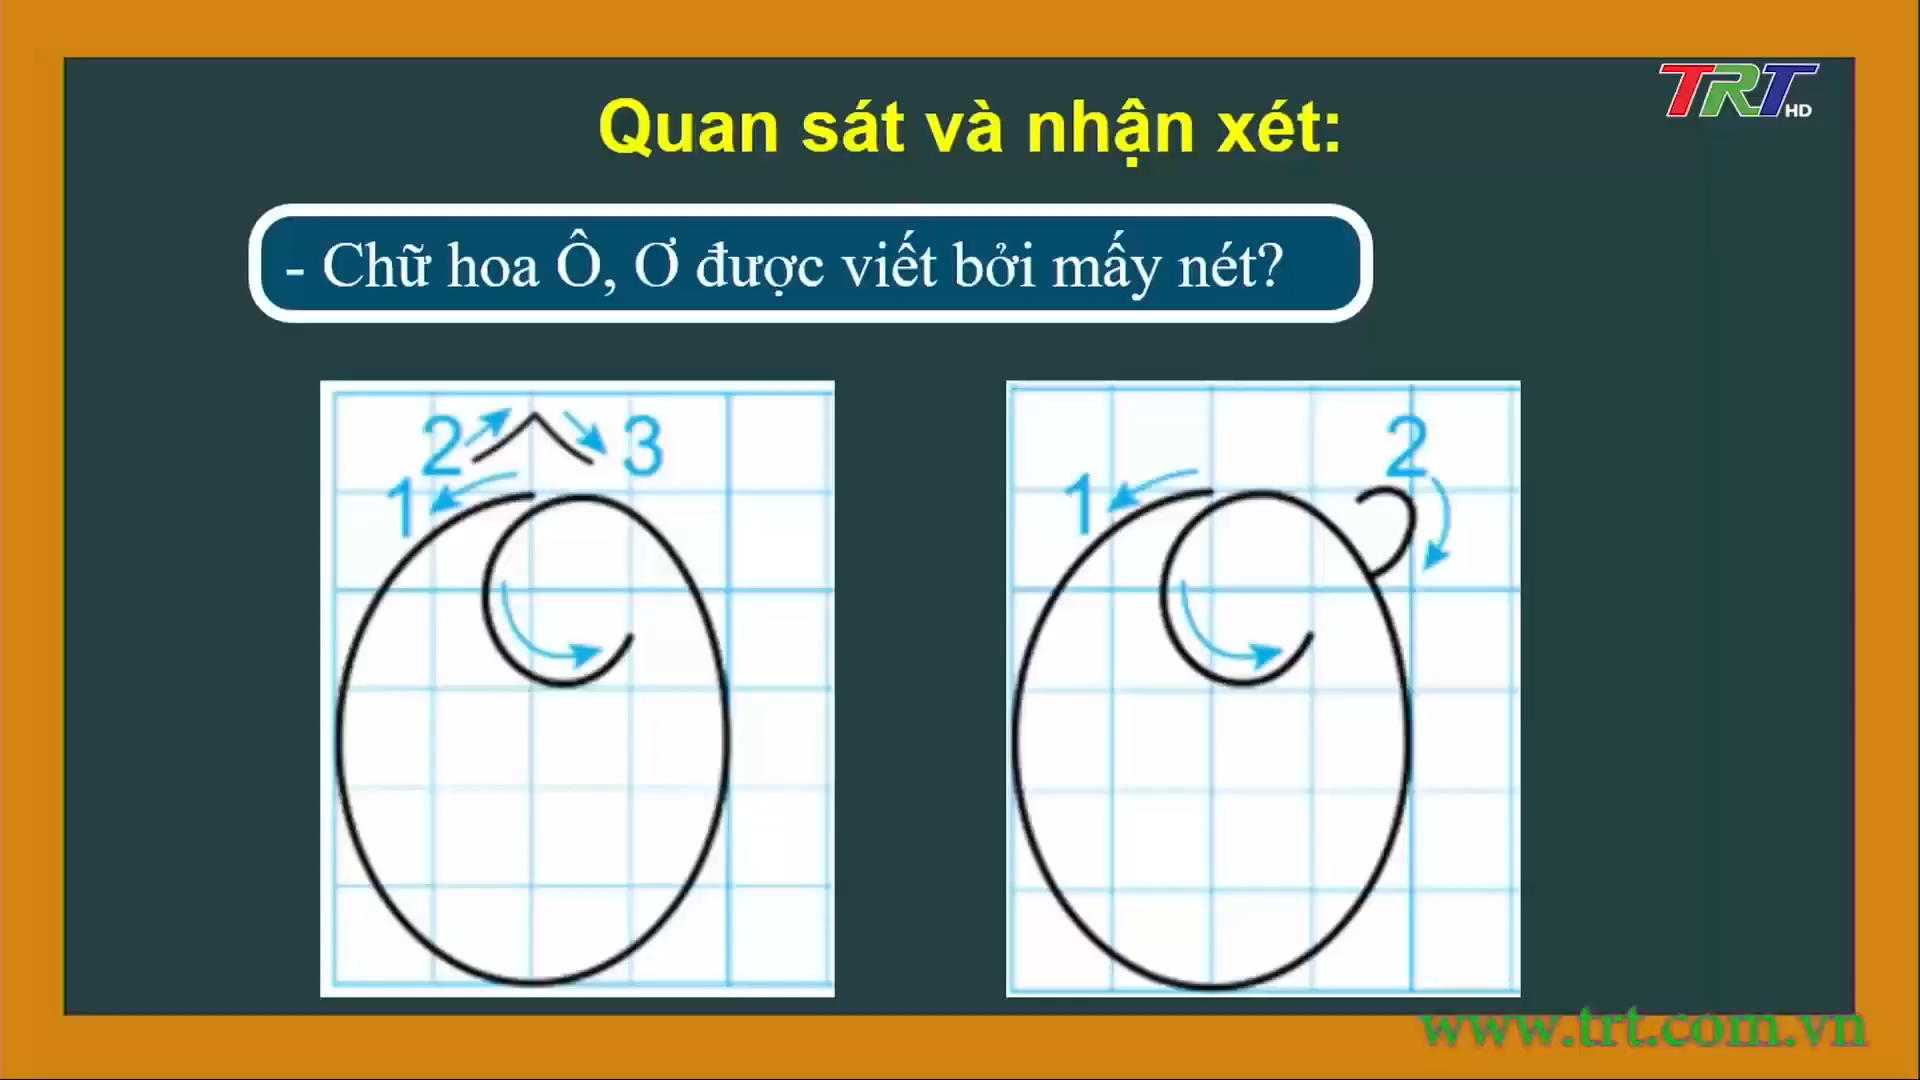 TRT HD
Quan sát và nhận xét:
- Chữ hoa Ô, Ơ được viết bởi mấy nét?
2 3
1
2
1
www.trt.com.vn